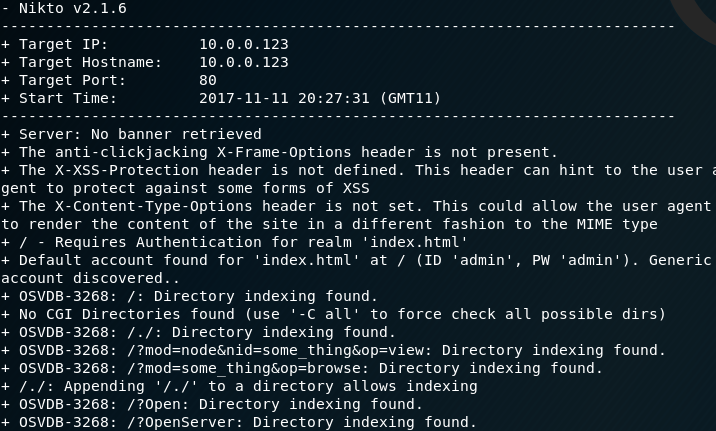 - Nikto v2.1.6
---------------------------------------------------------------------------
+ Target IP:          10.0.0.123
+ Target Hostname:    10.0.0.123
+ Target Port:        80
+ Start Time:         2017-11-11 20:27:31 (GMT11)
---------------------------------------------------------------------------
+ Server: No banner retrieved
+ The anti-clickjacking X-Frame-Options header is not present.
+ The X-XSS-Protection header is not defined. This header can hint to the user a
gent to protect against some forms of XSS
+ The X-Content-Type-Options header is not set. This could allow the user agent
to render the content of the site in a different fashion to the MIME type
+ / - Requires Authentication for realm 'index.html'
+ Default account found for 'index.html' at / (ID 'admin', PW 'admin'). Generic
account discovered..
+ OSVDB-3268: /: Directory indexing found.
+ No CGI Directories found (use '-C all' to force check all possible dirs)
+ OSVDB-3268: /./: Directory indexing found.
+ OSVDB-3268: /?mod=node&nid=some_thing&op=view: Directory indexing found.
+ OSVDB-3268: /?mod=some_thing&op=browse: Directory indexing found.
+ /./: Appending '/./' to a directory allows indexing
+ OSVDB-3268: /?Open: Directory indexing found.
+ OSVDB-3268: /?OpenServer: Directory indexing found.